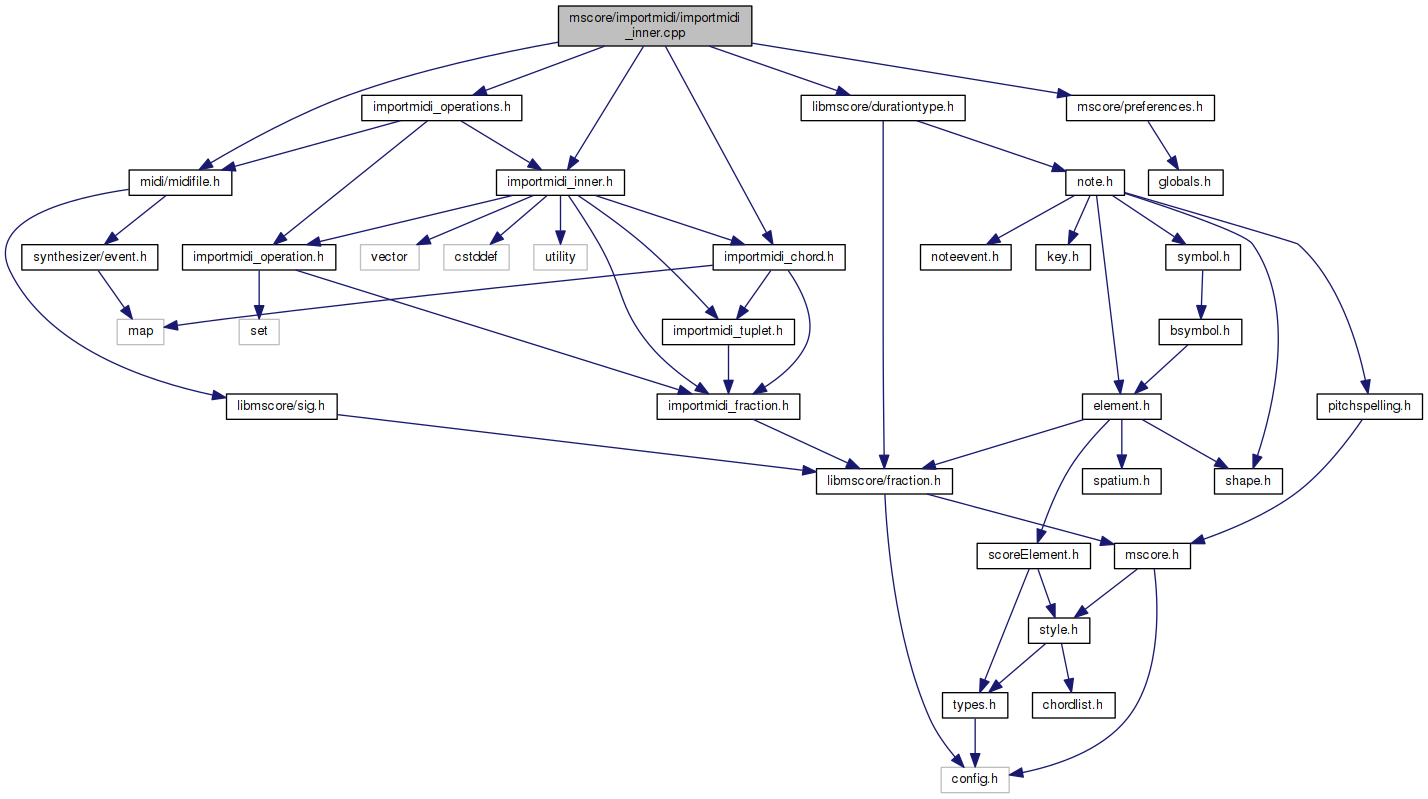 mscore/importmidi/importmidi
_inner.cpp
importmidi_operations.h
libmscore/durationtype.h
mscore/preferences.h
midi/midifile.h
importmidi_inner.h
note.h
globals.h
synthesizer/event.h
importmidi_operation.h
vector
cstddef
utility
importmidi_chord.h
noteevent.h
key.h
symbol.h
map
set
importmidi_tuplet.h
bsymbol.h
libmscore/sig.h
importmidi_fraction.h
element.h
pitchspelling.h
libmscore/fraction.h
spatium.h
shape.h
scoreElement.h
mscore.h
style.h
types.h
chordlist.h
config.h